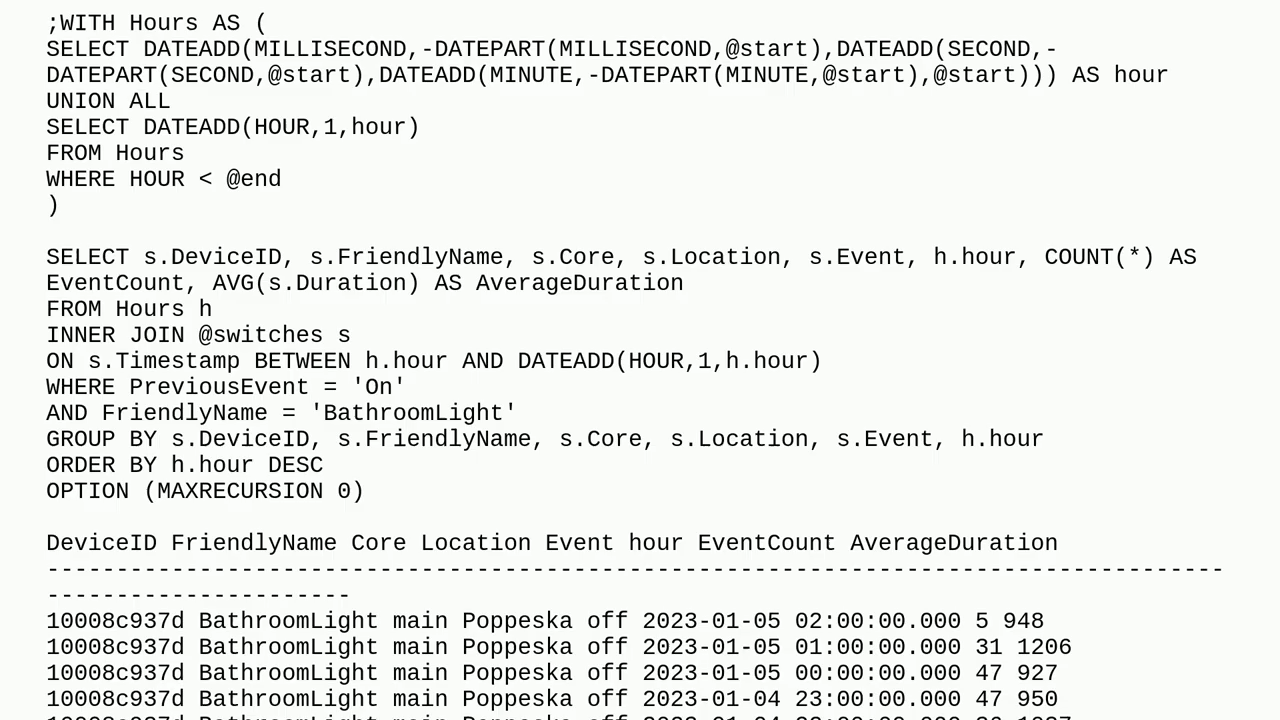 ;WITH Hours AS (
SELECT DATEADD(MILLISECOND,-DATEPART(MILLISECOND,@start),DATEADD(SECOND,-
DATEPART(SECOND,@start),DATEADD(MINUTE,-DATEPART(MINUTE,@start),@start))) AS hour
UNION ALL
SELECT DATEADD(HOUR,1,hour)
FROM Hours
WHERE HOUR < @end
)
SELECT s.DeviceID, s.FriendlyName, s.Core, s.Location, s.Event, h.hour, COUNT(*) AS
EventCount, AVG(s.Duration) AS AverageDuration
FROM Hours h
INNER JOIN @switches s
ON s.Timestamp BETWEEN h.hour AND DATEADD(HOUR,1,h.hour)
WHERE PreviousEvent = 'On'
AND FriendlyName = 'BathroomLight'
GROUP BY s.DeviceID, s.FriendlyName, s.Core, s.Location, s.Event, h.hour
ORDER BY h.hour DESC
OPTION (MAXRECURSION 0)
DeviceID FriendlyName Core Location Event hour EventCount AverageDuration
-------------------------------------------------------------------------------------
----------------------
10008c937d BathroomLight main Poppeska off 2023-01-05 02:00:00.000 5 948
10008c937d BathroomLight main Poppeska off 2023-01-05 01:00:00.000 31 1206
10008c937d BathroomLight main Poppeska off 2023-01-05 00:00:00.000 47 927
10008c937d BathroomLight main Poppeska off 2023-01-04 23:00:00.000 47 950